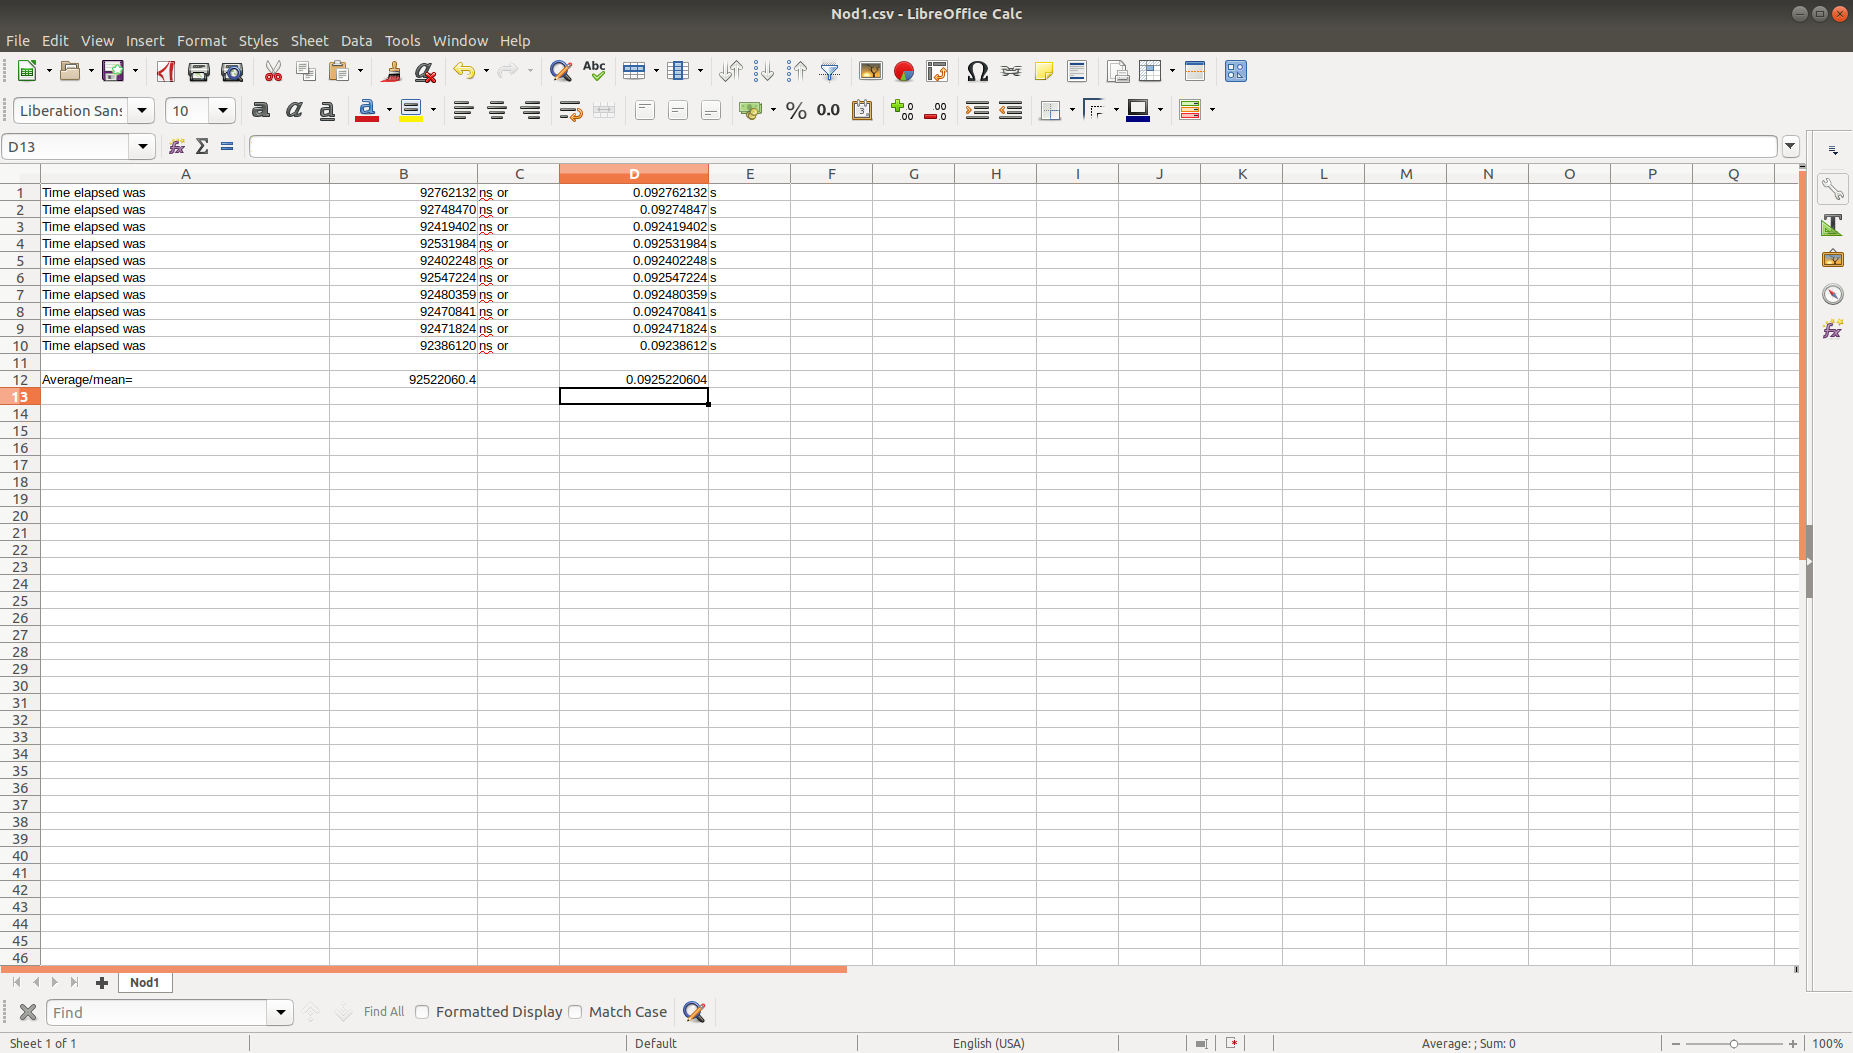 Nod1.csv - LibreOffice Calc
File Edit View Insert Format Styles Sheet Data Tools Window Help
Abc
Liberation Sans 10 a a a a % 0.0 .00 .00
D13
A B C D E F G H I J K L M N O P Q
1 Time elapsed was 92762132 ns or 0.092762132 s
2 Time elapsed was 92748470 ns or 0.09274847 s
3 Time elapsed was 92419402 ns or 0.092419402 s
4 Time elapsed was 92531984 ns or 0.092531984 s
5 Time elapsed was 92402248 ns or 0.092402248 s
6 Time elapsed was 92547224 ns or 0.092547224 s
7 Time elapsed was 92480359 ns or 0.092480359 s
8 Time elapsed was 92470841 ns or 0.092470841 s
9 Time elapsed was 92471824 ns or 0.092471824 s
10 Time elapsed was 92386120 ns or 0.09238612 s
11
12 Average/mean= 92522060.4 0.0925220604
13
14
15
16
17
18
19
20
21
22
23
24
25
26
27
28
29
30
31
32
33
34
35
36
37
38
39
40
41
42
43
44
45
46
Nod1
Find Find All Formatted Display Match Case
Sheet 1 of 1 Default English (USA) Average: ; Sum: 0 100%